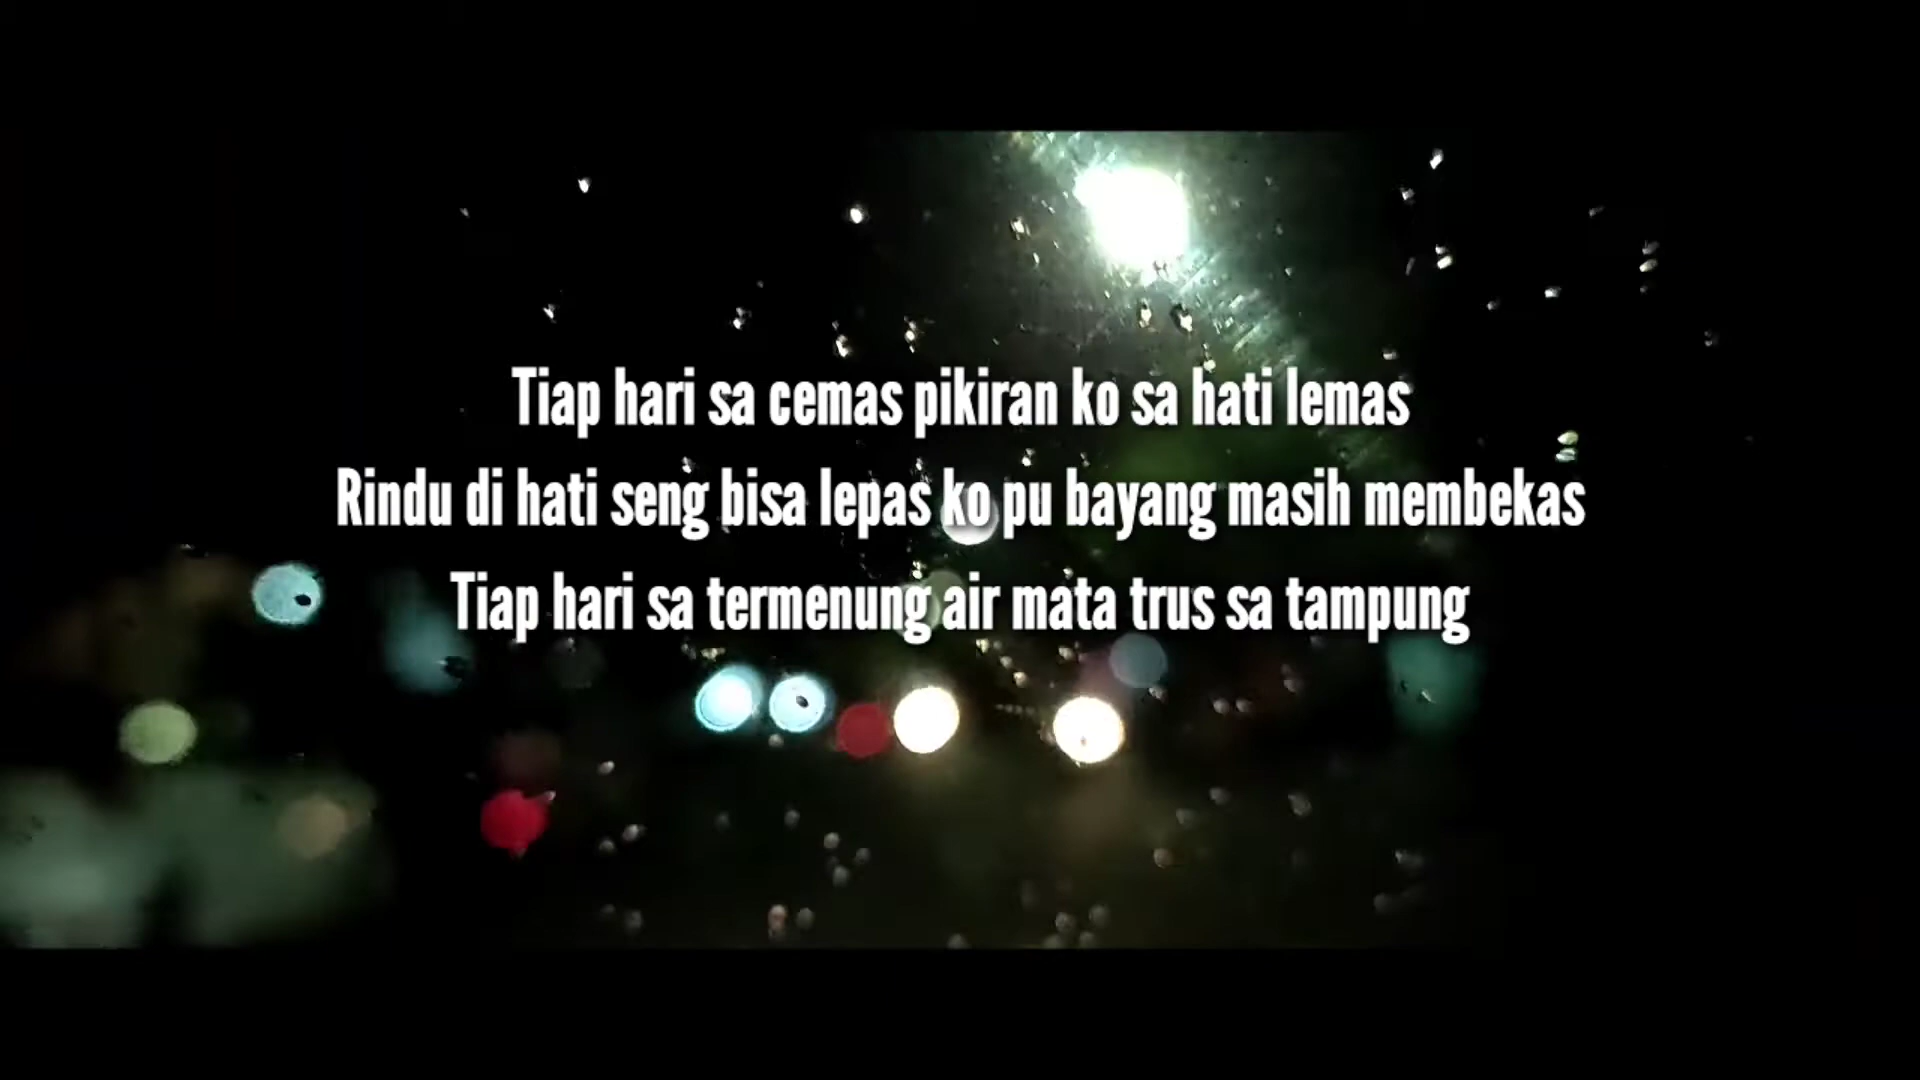 Tiap hari sa cemas pikiran ko sa hati lemas
Rindu di hati seng bisa lepas ko pu bayang masih membekas
Tiap hari sa termenung air mata trus sa tampung